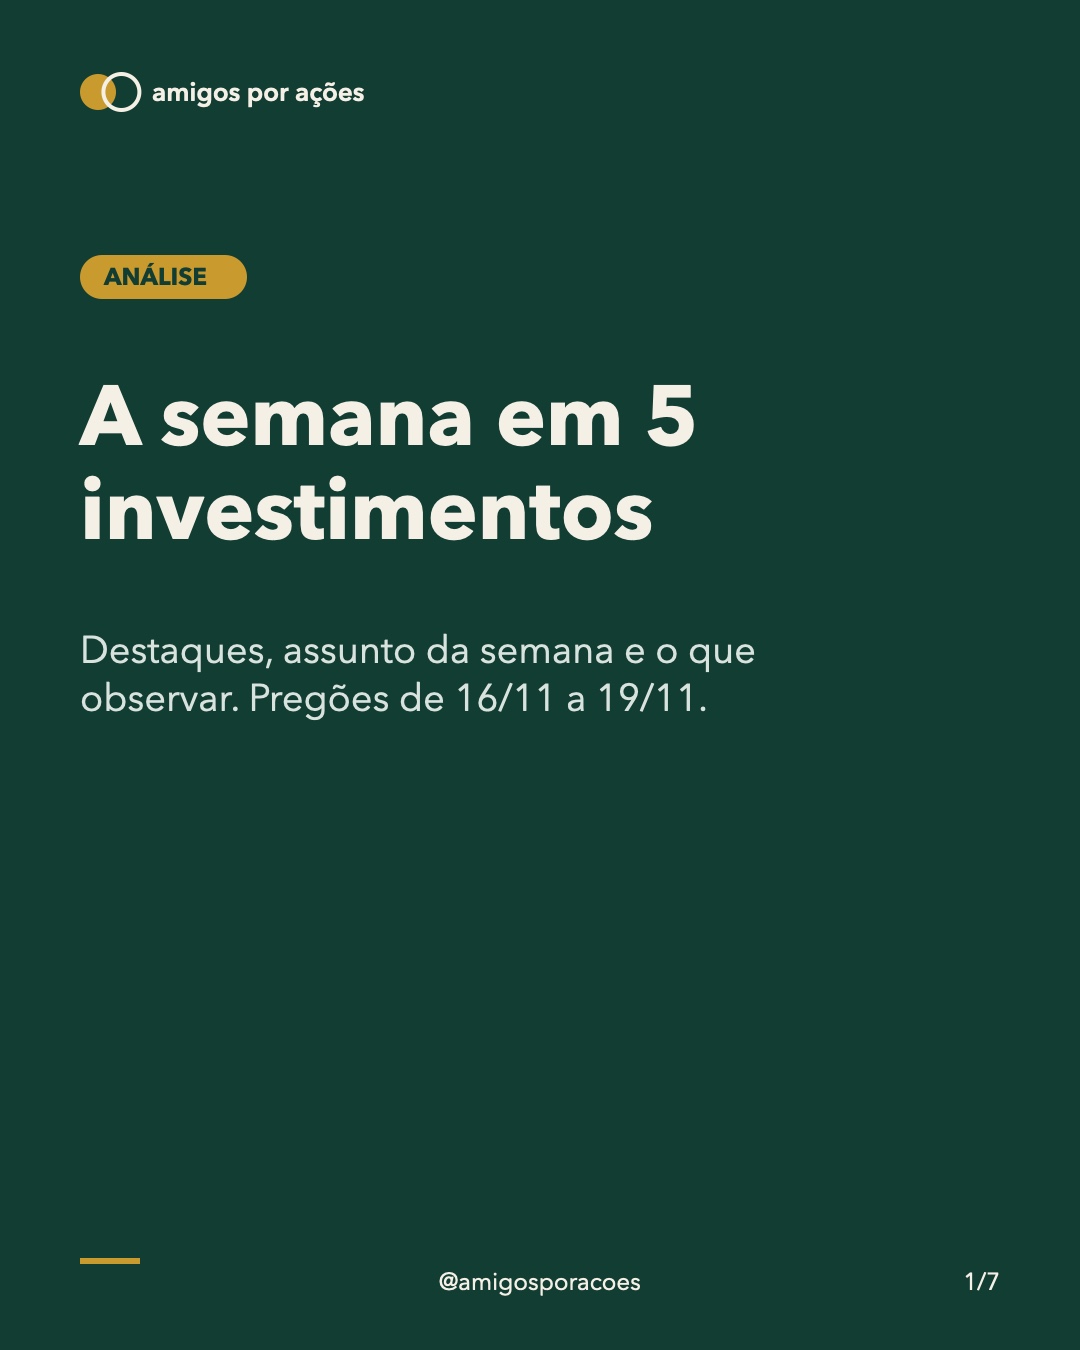 amigos por ações
ANÁLISE
A semana em 5
investimentos
Destaques, assunto da semana e o que
observar. Pregões de 16/11 a 19/11.
@amigosporacoes
1/7